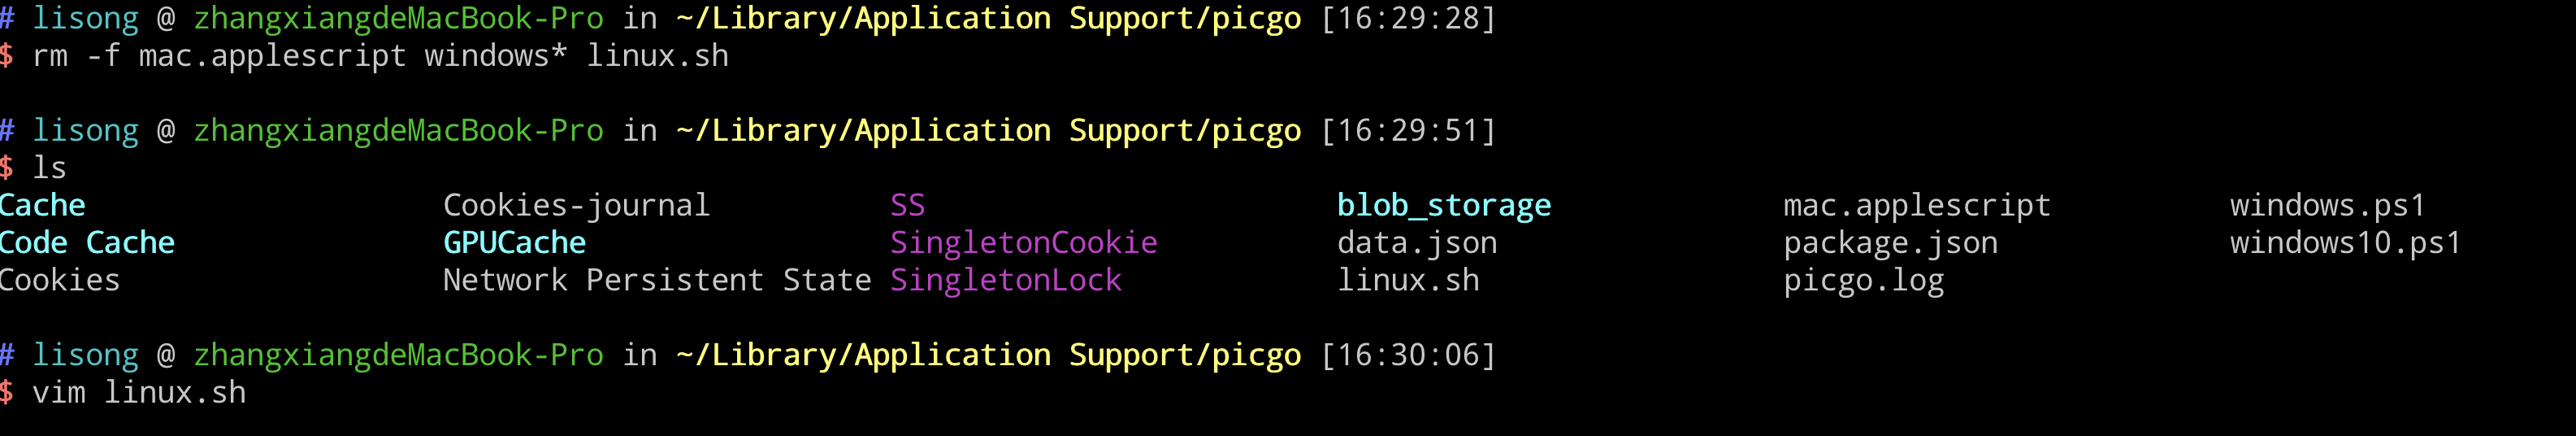 # lisong @ zhangxiangdeMacBook-Pro in ~/Library/Application Support/picgo [16:29:28]
$ rm -f mac.applescript windows* linux.sh
# lisong @ zhangxiangdeMacBook-Pro in ~/Library/Application Support/picgo [16:29:51]
$ ls
Cache Cookies-journal SS blob_storage mac.applescript windows.ps1
Code Cache GPUCache SingletonCookie data.json package.json windows10.ps1
Cookies Network Persistent State SingletonLock linux.sh picgo.log
# lisong @ zhangxiangdeMacBook-Pro in ~/Library/Application Support/picgo [16:30:06]
$ vim linux.sh